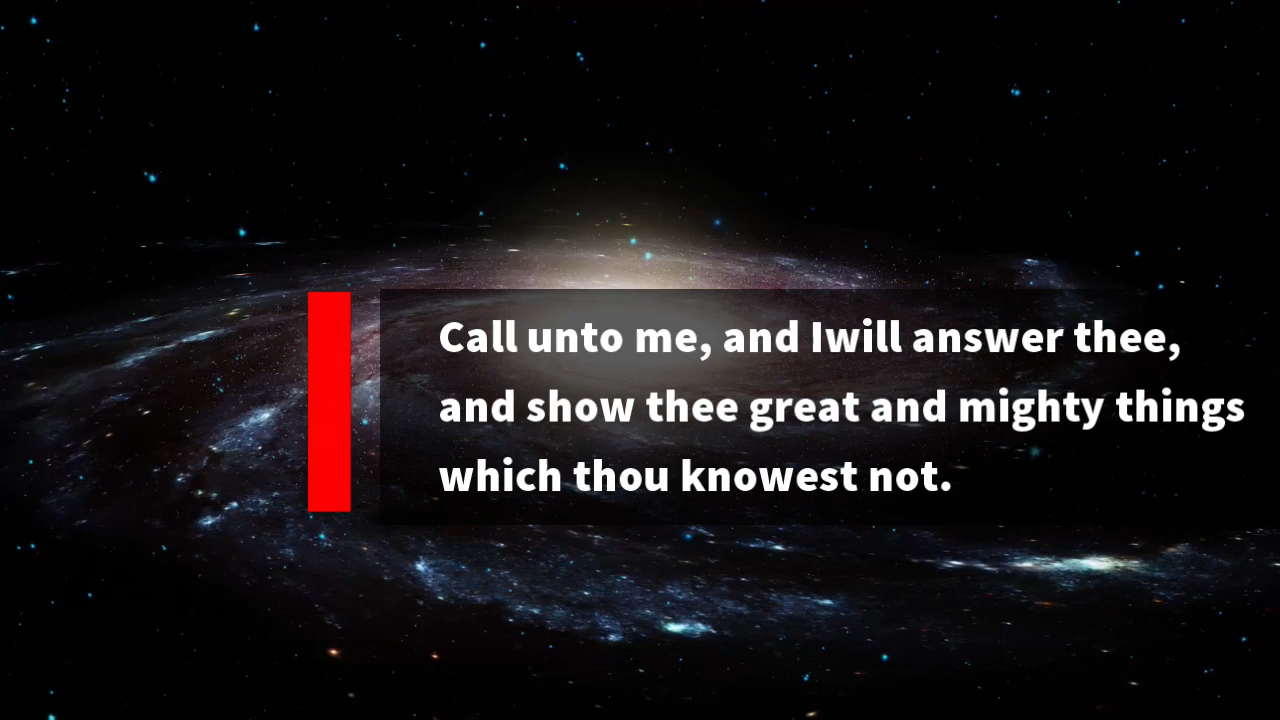 Call unto me, and Iwill answer thee,
and show thee great and mighty things
which thou knowest not.